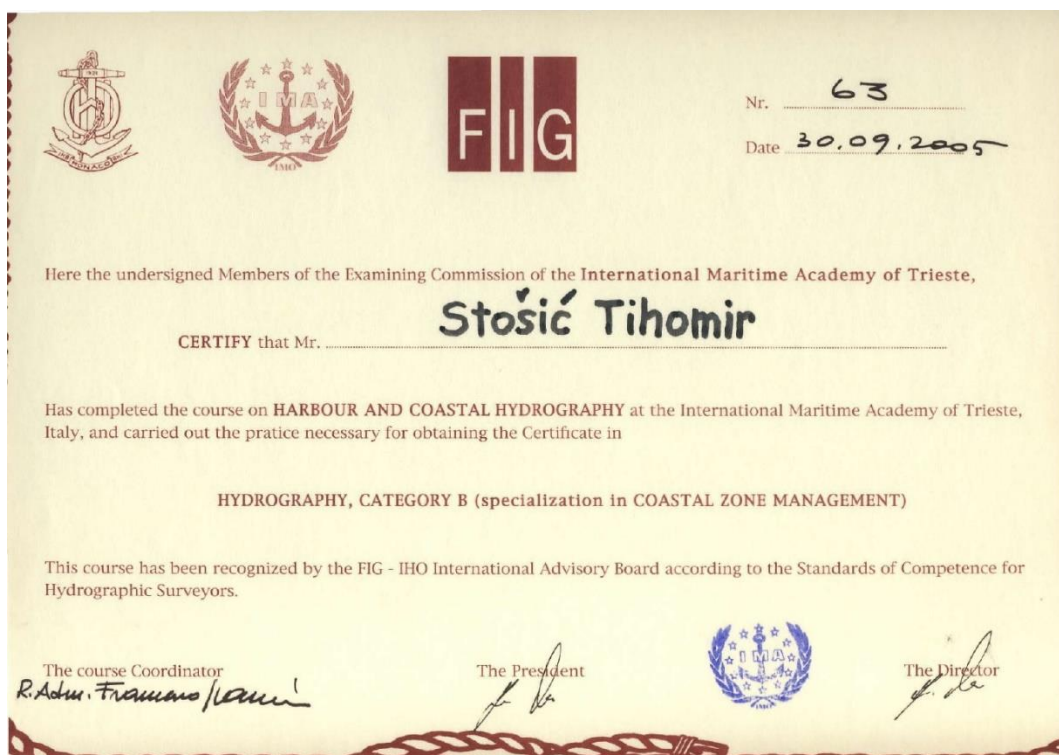 I M A
IMO
FIG
Nr. 63
Date 30.09.2005
Here the undersigned Members of the Examining Commission of the International Maritime Academy of Trieste,
CERTIFY that Mr. Stošić Tihomir
Has completed the course on HARBOUR AND COASTAL HYDROGRAPHY at the International Maritime Academy of Trieste,
Italy, and carried out the pratice necessary for obtaining the Certificate in
HYDROGRAPHY, CATEGORY B (specialization in COASTAL ZONE MANAGEMENT)
This course has been recognized by the FIG - IHO International Advisory Board according to the Standards of Competence for
Hydrographic Surveyors.
The course Coordinator
The President
I M A
IMO
The Director
R. Adm.